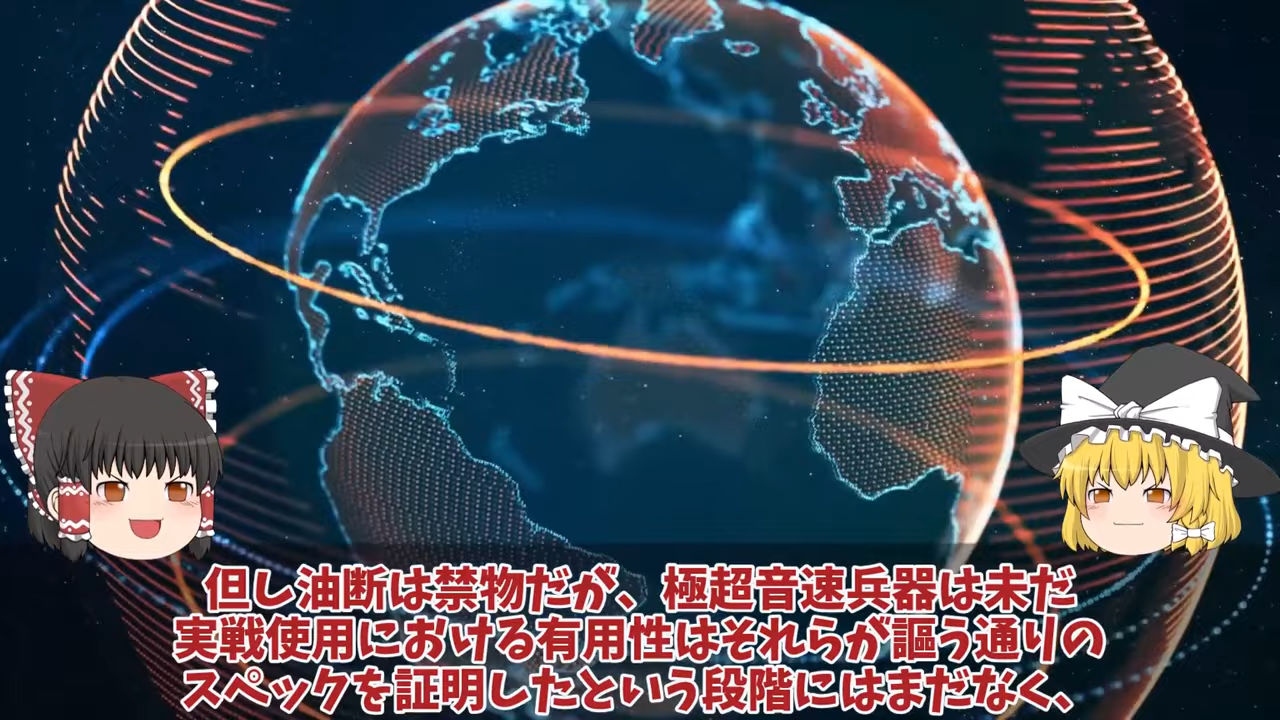 但し油断は禁物だが、極超音速兵器は未だ
実戦使用における有用性はそれらが謳う通りの
スペックを証明したという段階にはまだなく、